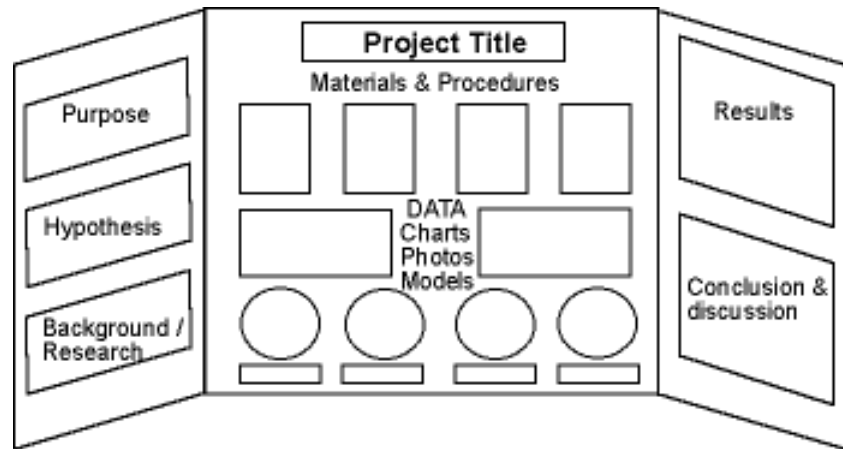 Project Title
Materials & Procedures
Purpose
Hypothesis
Background /
Research
DATA
Charts
Photos
Models
Results
Conclusion &
discussion